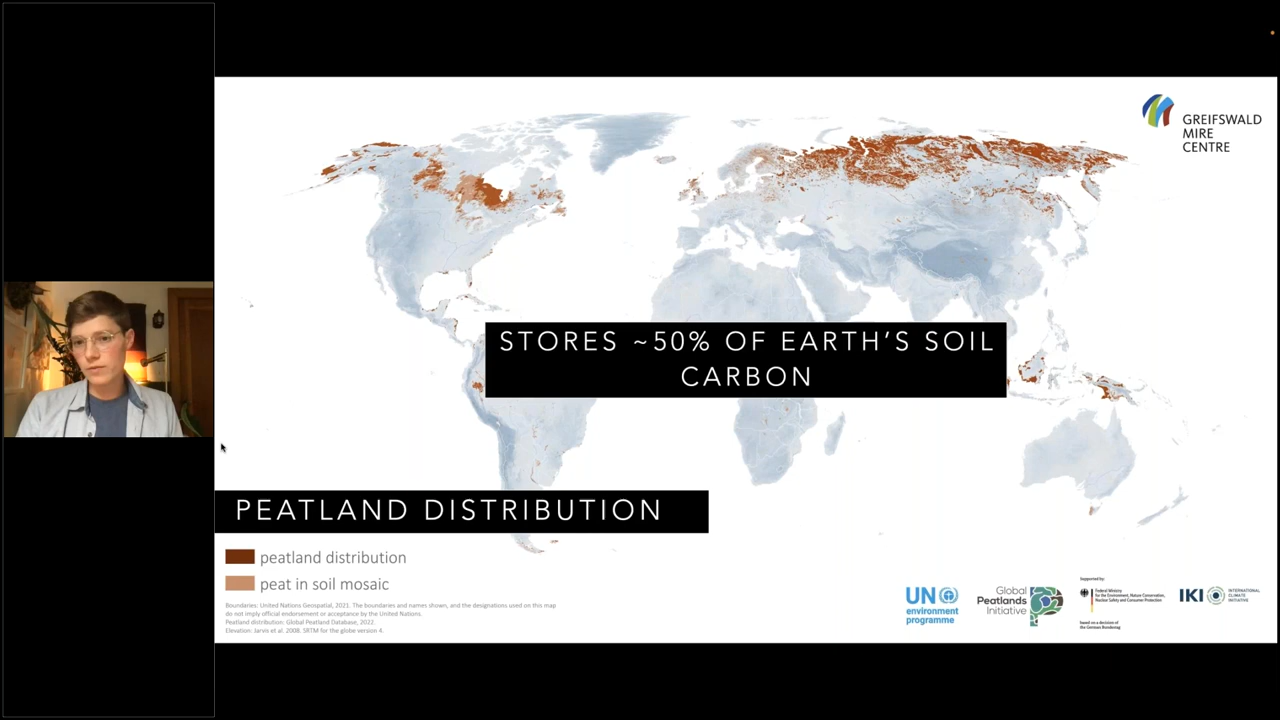 GREIFSWALD
MIRE
CENTRE
STORES ~50% OF EARTH'S SOIL
CARBON
PEATLAND DISTRIBUTION
peatland distribution
peat in soil mosaic
Boundaries: United Nations Geospatial, 2021. The boundaries and names shown, and the designations used on this map
do not imply official endorsement or acceptance by the United Nations.
Peatland distribution: Global Peatland Database, 2022.
Elevation: Jarvis et al. 2008. SRTM for the globe version 4.
UN
environment
programme
Global
Peatlands
Initiative
Supported by:
Federal Ministry
for the Environment, Nature Conservation,
Nuclear Safety and Consumer Protection
based on a decision of
the German Bundestag
IKI
INTERNATIONAL
CLIMATE
INITIATIVE